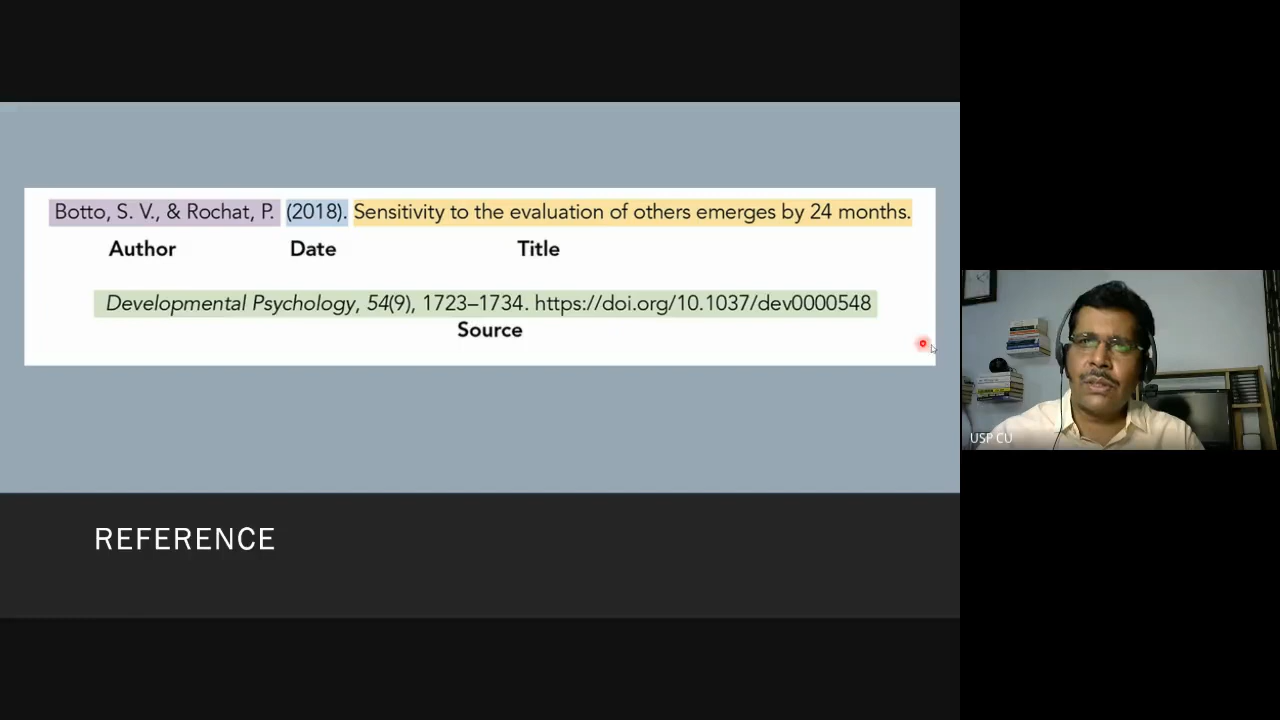 Botto, S. V., & Rochat, P. (2018). Sensitivity to the evaluation of others emerges by 24 months.
Author Date Title
Developmental Psychology, 54(9), 1723–1734. https://doi.org/10.1037/dev0000548
Source
REFERENCE
USP CU